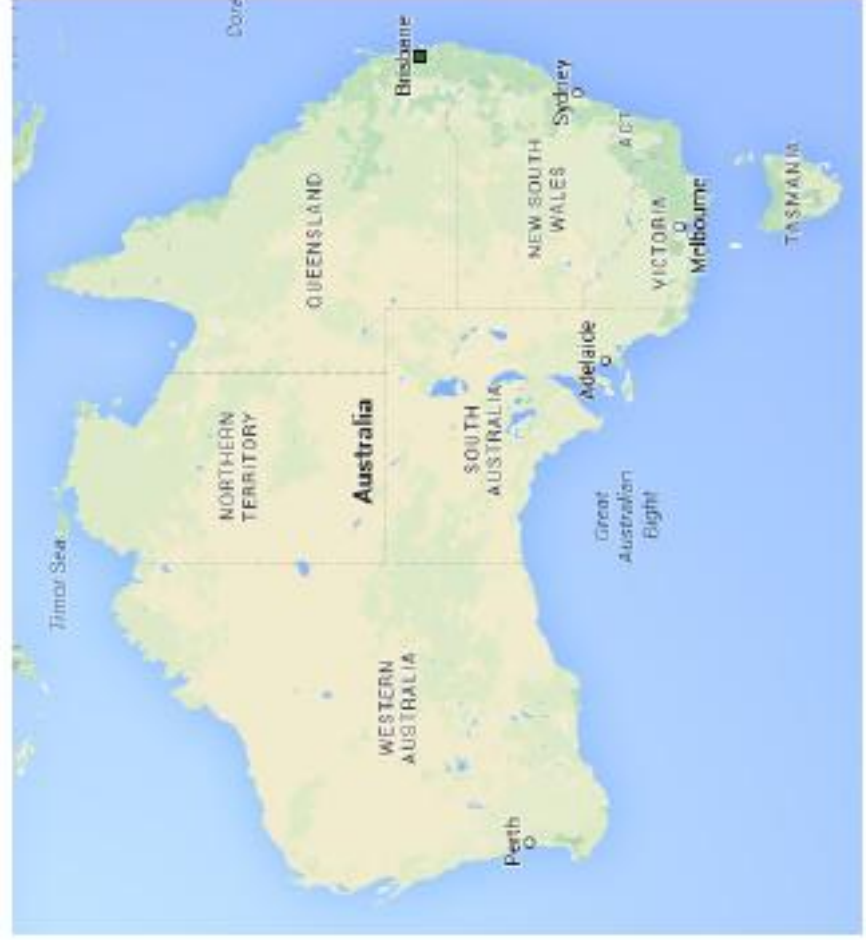 Timor Sea
NORTHERN
TERRITORY
QUEENSLAND
Australia
WESTERN
AUSTRALIA
SOUTH
AUSTRALIA
Brisbane
NEW SOUTH
WALES
Sydney
Perth
Adelaide
Great
Australian
Bight
ACT
VICTORIA
Melbourne
TASMANIA